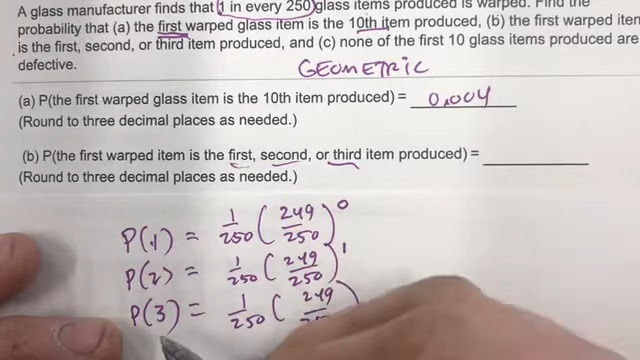 A glass manufacturer finds that 1 in every 250 glass items produced is warped. Find the
probability that (a) the first warped glass item is the 10th item produced, (b) the first warped item
is the first, second, or third item produced, and (c) none of the first 10 glass items produced are
defective.
GEOMETRIC
(a) P(the first warped glass item is the 10th item produced) = 0.004
(Round to three decimal places as needed.)
(b) P(the first warped item is the first, second, or third item produced) =
(Round to three decimal places as needed.)
P(1) = 1/250 (249/250)^0
P(2) = 1/250 (249/250)^1
P(3) = 1/250 (249